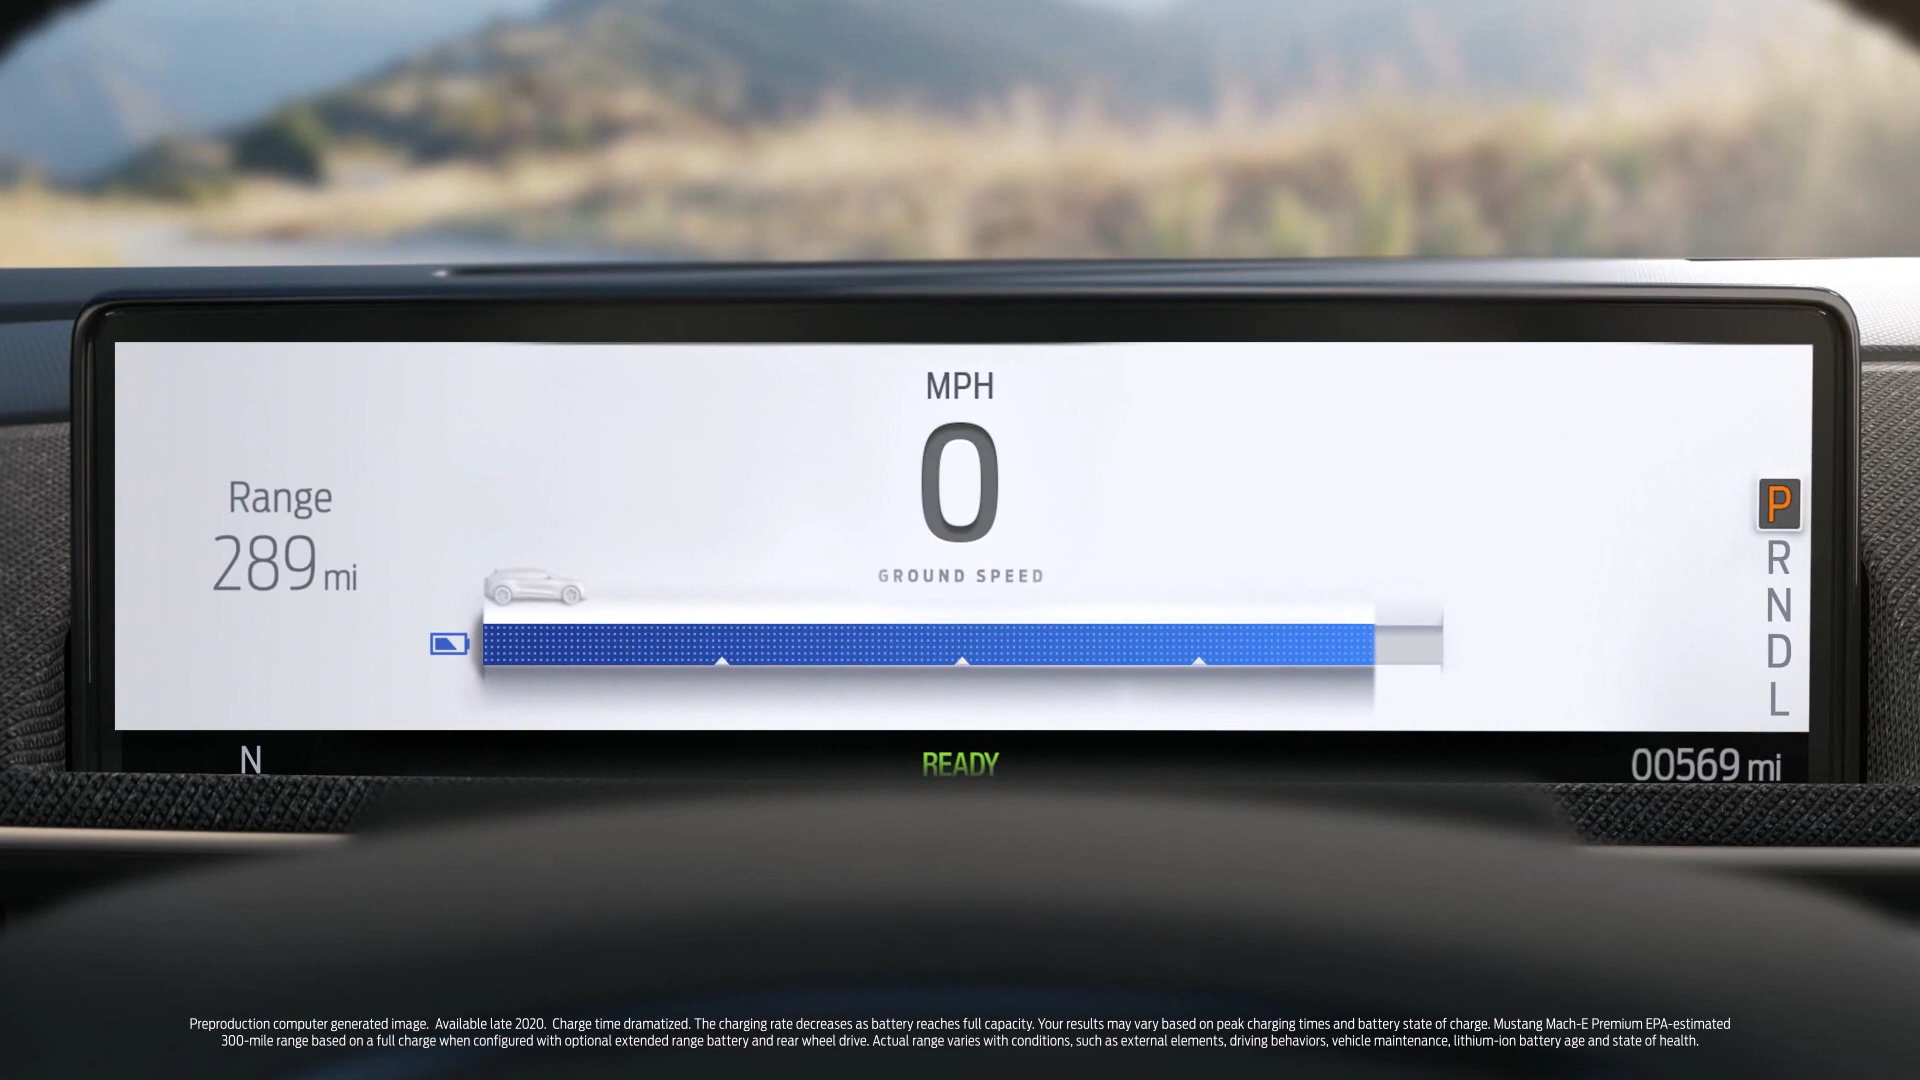 MPH
0
GROUND SPEED
Range
289 mi
P
R
N
D
L
N
READY
00569 mi
Preproduction computer generated image. Available late 2020. Charge time dramatized. The charging rate decreases as battery reaches full capacity. Your results may vary based on peak charging times and battery state of charge. Mustang Mach-E Premium EPA-estimated
300-mile range based on a full charge when configured with optional extended range battery and rear wheel drive. Actual range varies with conditions, such as external elements, driving behaviors, vehicle maintenance, lithium-ion battery age and state of health.